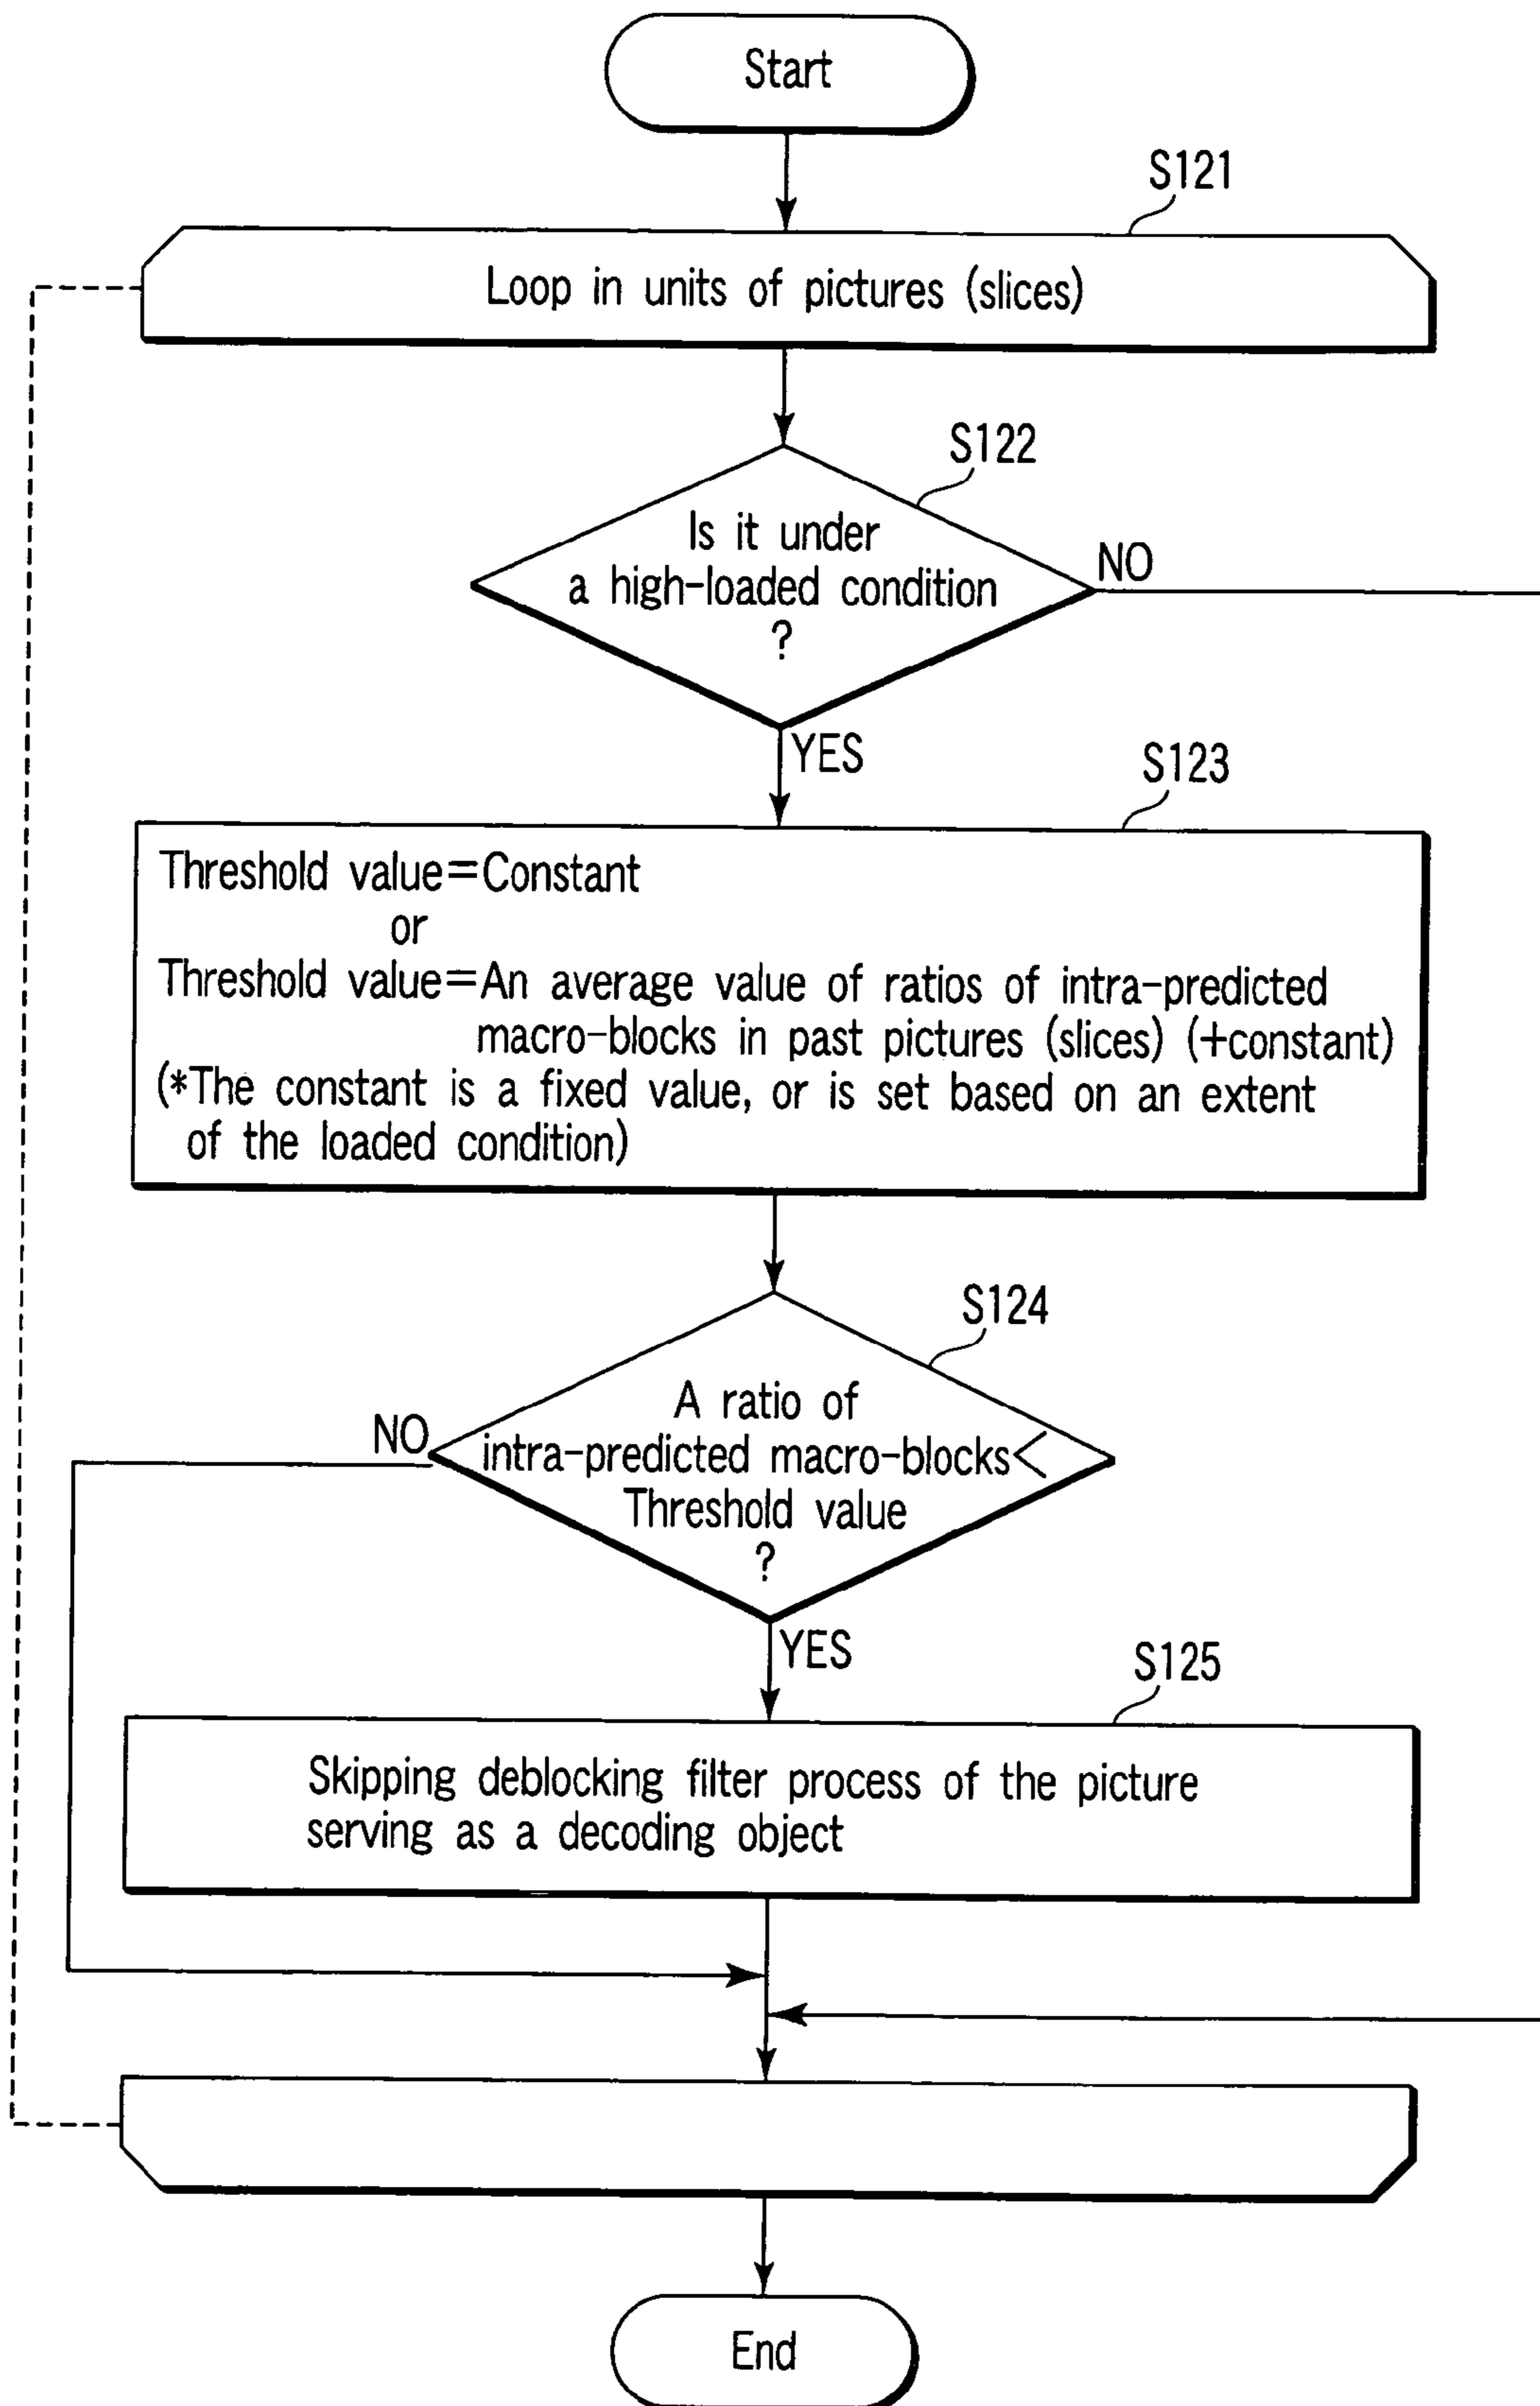 Start
S121
Loop in units of pictures (slices)
S122
Is it under
a high-loaded condition
?
NO
YES
S123
Threshold value=Constant
or
Threshold value=An average value of ratios of intra-predicted
macro-blocks in past pictures (slices) (+constant)
(*The constant is a fixed value, or is set based on an extent
of the loaded condition)
S124
A ratio of
intra-predicted macro-blocks<
Threshold value
?
NO
YES
S125
Skipping deblocking filter process of the picture
serving as a decoding object
End